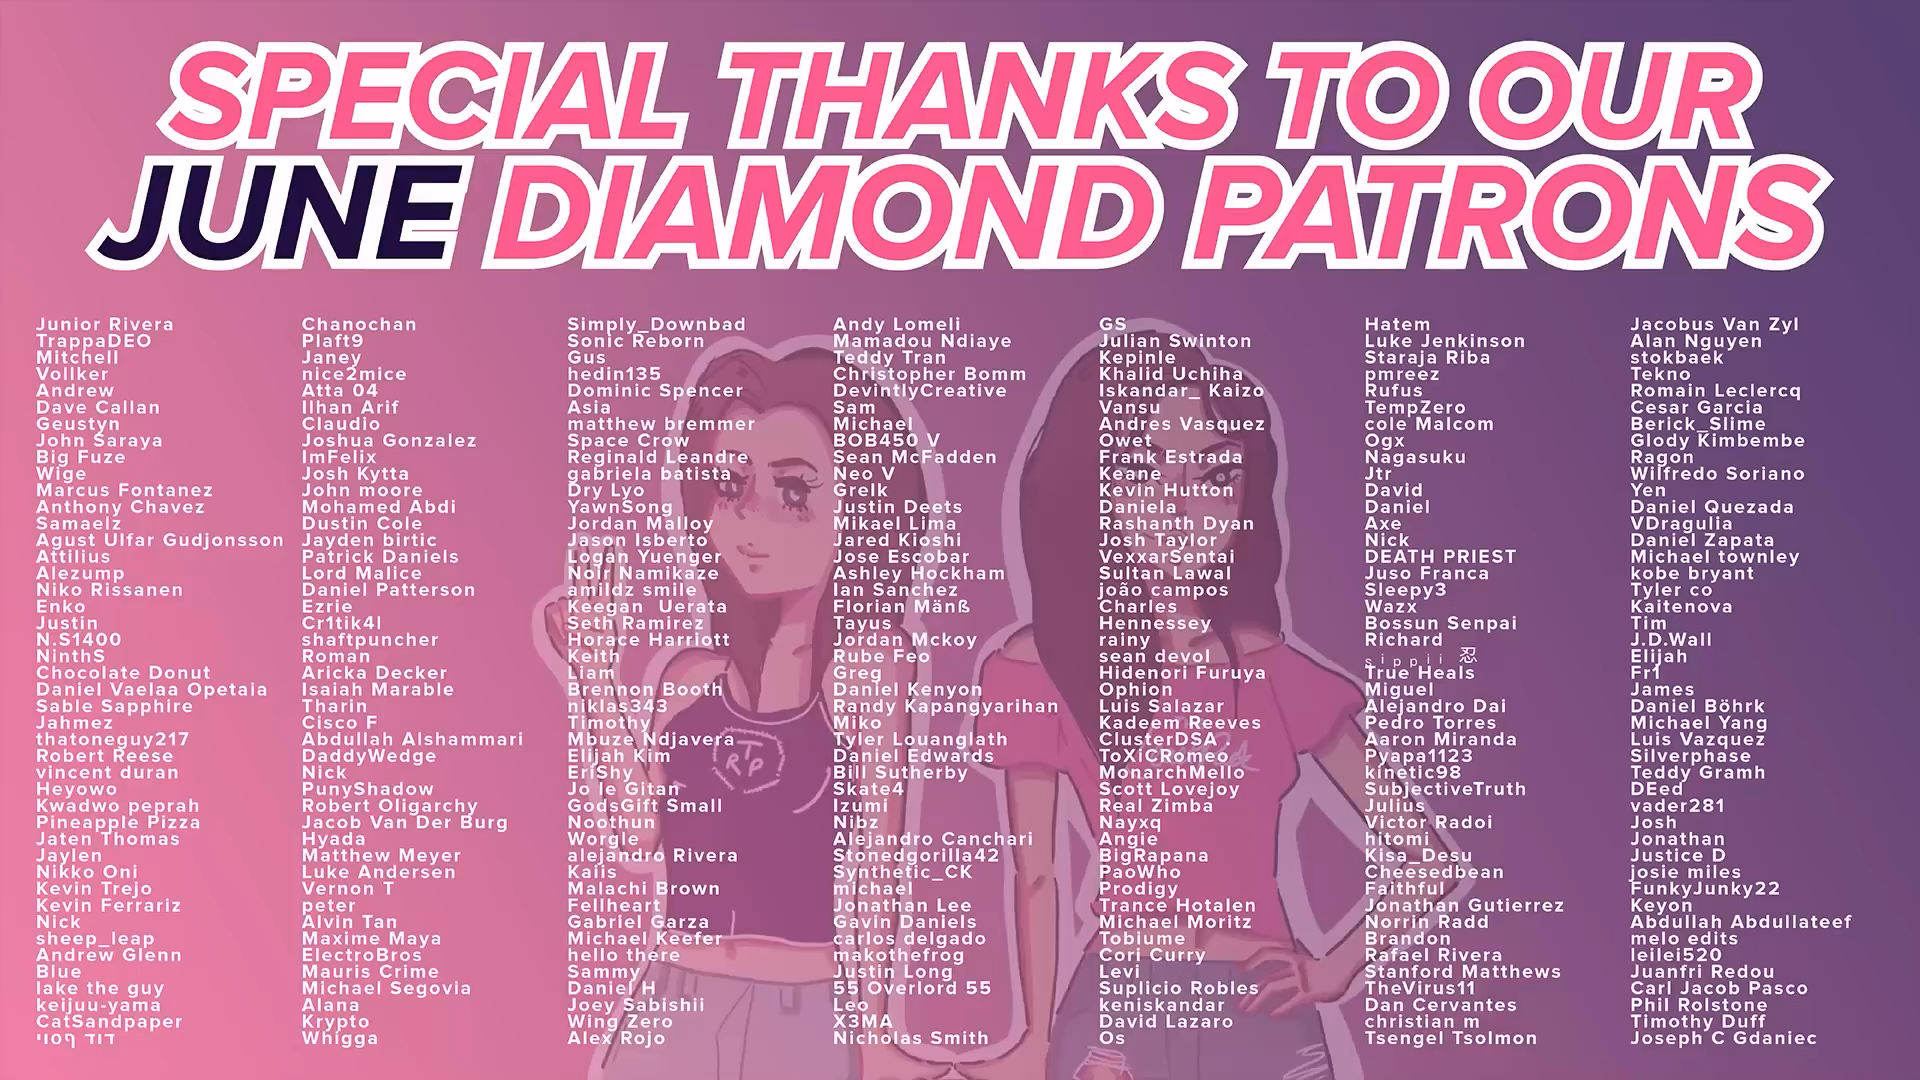 SPECIAL THANKS TO OUR
JUNE DIAMOND PATRONS
Junior Rivera
TrappaDEO
Mitchell
Vollker
Andrew
Dave Callan
Geustyn
John Saraya
Big Fuze
Wige
Marcus Fontanez
Anthony Chavez
Samaelz
Agust Ulfar Gudjonsson
Attilius
Alezump
Niko Rissanen
Enko
Justin
N.S1400
NinthS
Chocolate Donut
Daniel Vaelaa Opetaia
Sable Sapphire
Jahmez
thatoneguy217
Robert Reese
vincent duran
Heyowo
Kwadwo peprah
Pineapple Pizza
Jaten Thomas
Jaylen
Nikko Oni
Kevin Trejo
Kevin Ferrariz
Nick
sheep_leap
Andrew Glenn
Blue
lake the guy
keijuu-yama
CatSandpaper
דוד יוסף
Chanochan
Plaft9
Janey
nice2mice
Atta 04
Ilhan Arif
Claudio
Joshua Gonzalez
ImFelix
Josh Kytta
John moore
Mohamed Abdi
Dustin Cole
Jayden birtic
Patrick Daniels
Lord Malice
Daniel Patterson
Ezrie
Cr1tik4l
shaftpuncher
Roman
Aricka Decker
Isaiah Marable
Tharin
Cisco F
Abdullah Alshammari
DaddyWedge
Nick
PunyShadow
Robert Oligarchy
Jacob Van Der Burg
Hyada
Matthew Meyer
Luke Andersen
Vernon T
peter
Alvin Tan
Maxime Maya
ElectroBros
Mauris Crime
Michael Segovia
Alana
Krypto
Whigga
Simply_Downbad
Sonic Reborn
Gus
hedin135
Dominic Spencer
Asia
matthew bremmer
Space Crow
Reginald Leandre
gabriela batista
Dry Lyo
YawnSong
Jordan Malloy
Jason Isberto
Logan Yuenger
Noir Namikaze
amildz smile
Keegan  Uerata
Seth Ramirez
Horace Harriott
Keith
Liam
Brennon Booth
niklas343
Timothy
Mbuze Ndjavera
Elijah Kim
EriShy
Jo le Gitan
GodsGift Small
Noothun
Worgle
alejandro Rivera
Kaiis
Malachi Brown
Fellheart
Gabriel Garza
Michael Keefer
hello there
Sammy
Daniel H
Joey Sabishii
Wing Zero
Alex Rojo
Andy Lomeli
Mamadou Ndiaye
Teddy Tran
Christopher Bomm
DevintlyCreative
Sam
Michael
BOB450 V
Sean McFadden
Neo V
Grelk
Justin Deets
Mikael Lima
Jared Kioshi
Jose Escobar
Ashley Hockham
Ian Sanchez
Florian Mänß
Tayus
Jordan Mckoy
Rube Feo
Greg
Daniel Kenyon
Randy Kapangyarihan
Miko
Tyler Louanglath
Daniel Edwards
Bill Sutherby
Skate4
Izumi
Nibz
Alejandro Canchari
Stonedgorilla42
Synthetic_CK
michael
Jonathan Lee
Gavin Daniels
carlos delgado
makothefrog
Justin Long
55 Overlord 55
Leo
X3MA
Nicholas Smith
GS
Julian Swinton
Kepinle
Khalid Uchiha
Iskandar_ Kaizo
Vansu
Andres Vasquez
Owet
Frank Estrada
Keane
Kevin Hutton
Daniela
Rashanth Dyan
Josh Taylor
VexxarSentai
Sultan Lawal
joão campos
Charles
Hennessey
rainy
sean devol
Hidenori Furuya
Ophion
Luis Salazar
Kadeem Reeves
ClusterDSA .
ToXiCRomeo
MonarchMello
Scott Lovejoy
Real Zimba
Nayxq
Angie
BigRapana
PaoWho
Prodigy
Trance Hotalen
Michael Moritz
Tobiume
Cori Curry
Levi
Suplicio Robles
keniskandar
David Lazaro
Os
Hatem
Luke Jenkinson
Staraja Riba
pmreez
Rufus
TempZero
cole Malcom
Ogx
Nagasuku
Jtr
David
Daniel
Axe
Nick
DEATH PRIEST
Juso Franca
Sleepy3
Wazx
Bossun Senpai
Richard
sippii 忍
True Heals
Miguel
Alejandro Dai
Pedro Torres
Aaron Miranda
Pyapa1123
kinetic98
SubjectiveTruth
Julius
Victor Radoi
hitomi
Kisa_Desu
Cheesedbean
Faithful
Jonathan Gutierrez
Norrin Radd
Brandon
Rafael Rivera
Stanford Matthews
TheVirus11
Dan Cervantes
christian m
Tsengel Tsolmon
Jacobus Van Zyl
Alan Nguyen
stokbaek
Tekno
Romain Leclercq
Cesar Garcia
Berick_Slime
Glody Kimbembe
Ragon
Wilfredo Soriano
Yen
Daniel Quezada
VDragulia
Daniel Zapata
Michael townley
kobe bryant
Tyler co
Kaitenova
Tim
J.D.Wall
Elijah
Fr1
James
Daniel Böhrk
Michael Yang
Luis Vazquez
Silverphase
Teddy Gramh
DEed
vader281
Josh
Jonathan
Justice D
josie miles
FunkyJunky22
Keyon
Abdullah Abdullateef
melo edits
leilei520
Juanfri Redou
Carl Jacob Pasco
Phil Rolstone
Timothy Duff
Joseph C Gdaniec
RTP